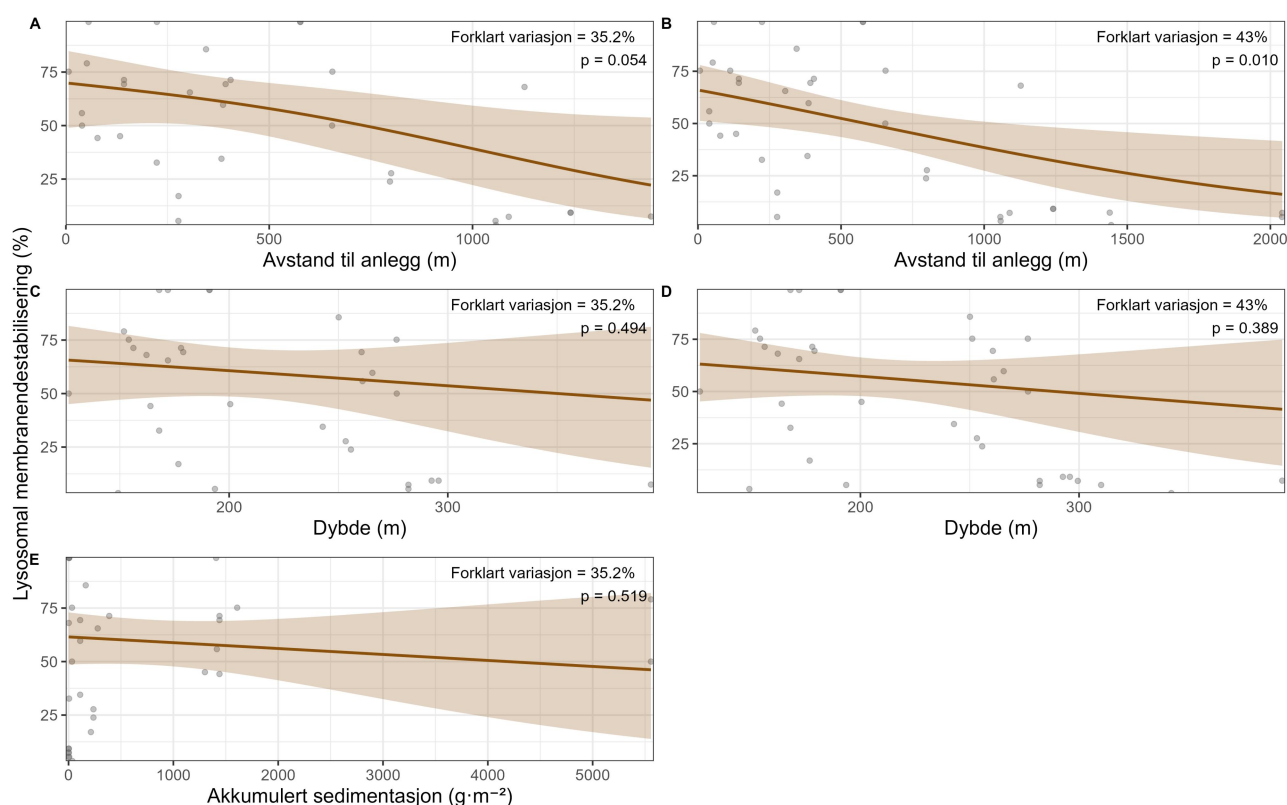 Lysosomal membranendestabilisering (%)
A
Forklart variasjon = 35.2%
p = 0.054
75
50
25
0 500 1000
Avstand til anlegg (m)
B
Forklart variasjon = 43%
p = 0.010
75
50
25
0 500 1000 1500 2000
Avstand til anlegg (m)
C
Forklart variasjon = 35.2%
p = 0.494
75
50
25
200 300
Dybde (m)
D
Forklart variasjon = 43%
p = 0.389
75
50
25
200 300
Dybde (m)
E
Forklart variasjon = 35.2%
p = 0.519
75
50
25
0 1000 2000 3000 4000 5000
Akkumulert sedimentasjon (g·m⁻²)